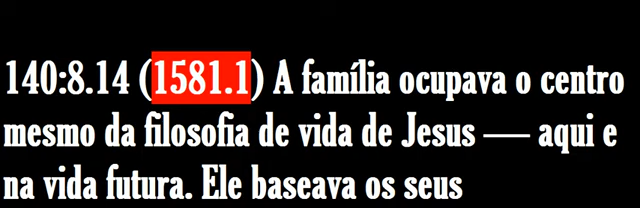 140:8.14 (1581.1) A família ocupava o centro
mesmo da filosofia de vida de Jesus — aqui e
na vida futura. Ele baseava os seus